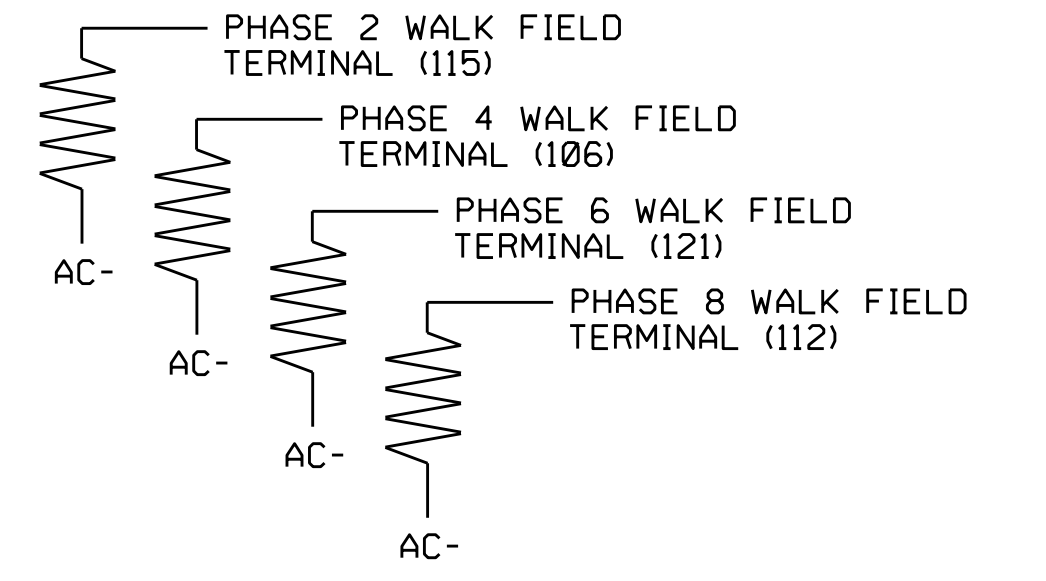 PHASE 2 WALK FIELD
TERMINAL (115)
AC-
PHASE 4 WALK FIELD
TERMINAL (106)
AC-
PHASE 6 WALK FIELD
TERMINAL (121)
AC-
PHASE 8 WALK FIELD
TERMINAL (112)
AC-